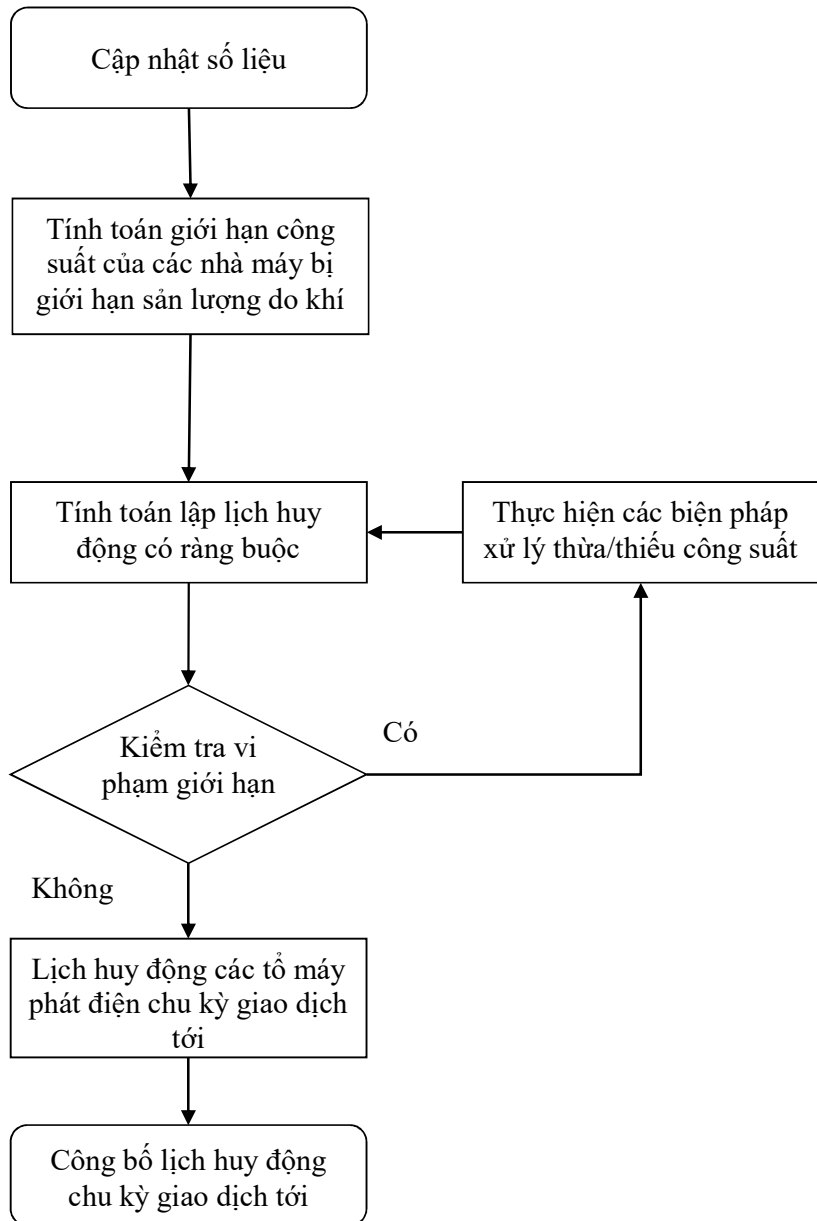 Cập nhật số liệu
Tính toán giới hạn công
suất của các nhà máy bị
giới hạn sản lượng do khí
Tính toán lập lịch huy
động có ràng buộc
Thực hiện các biện pháp
xử lý thừa/thiếu công suất
Kiểm tra vi
phạm giới hạn
Có
Không
Lịch huy động các tổ máy
phát điện chu kỳ giao dịch
tới
Công bố lịch huy động
chu kỳ giao dịch tới